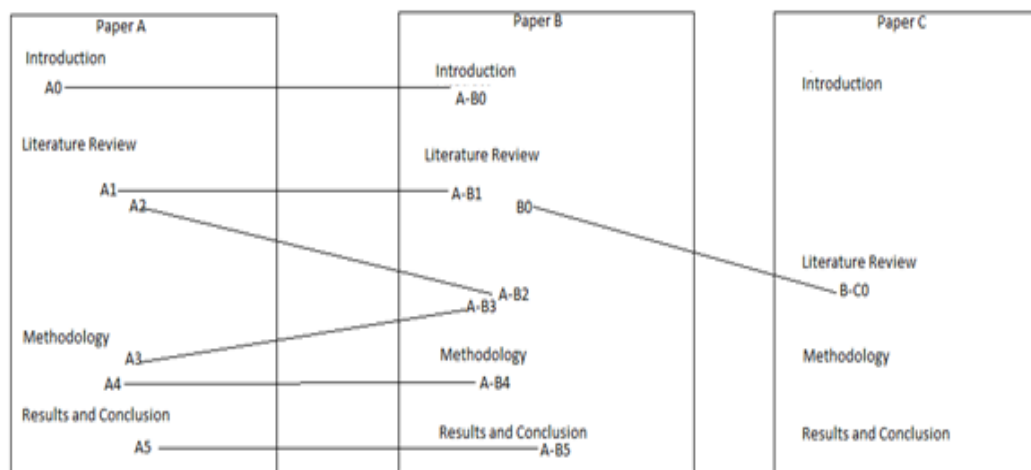 Paper A
Introduction
A0
Literature Review
A1
A2
Methodology
A3
A4
Results and Conclusion
A5
Paper B
Introduction
A-B0
Literature Review
A-B1
B0
A-B2
A-B3
Methodology
A-B4
Results and Conclusion
A-B5
Paper C
Introduction
Literature Review
B-C0
Methodology
Results and Conclusion